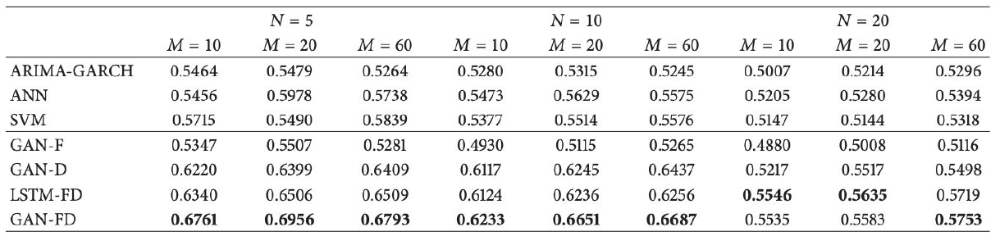 N = 5 N = 10 N = 20
M = 10 M = 20 M = 60 M = 10 M = 20 M = 60 M = 10 M = 20 M = 60
ARIMA-GARCH 0.5464 0.5479 0.5264 0.5280 0.5315 0.5245 0.5007 0.5214 0.5296
ANN 0.5456 0.5978 0.5738 0.5473 0.5629 0.5575 0.5205 0.5280 0.5394
SVM 0.5715 0.5490 0.5839 0.5377 0.5514 0.5576 0.5147 0.5144 0.5318
GAN-F 0.5347 0.5507 0.5281 0.4930 0.5115 0.5265 0.4880 0.5008 0.5116
GAN-D 0.6220 0.6399 0.6409 0.6117 0.6245 0.6437 0.5217 0.5517 0.5498
LSTM-FD 0.6340 0.6506 0.6509 0.6124 0.6236 0.6256 0.5546 0.5635 0.5719
GAN-FD 0.6761 0.6956 0.6793 0.6233 0.6651 0.6687 0.5535 0.5583 0.5753